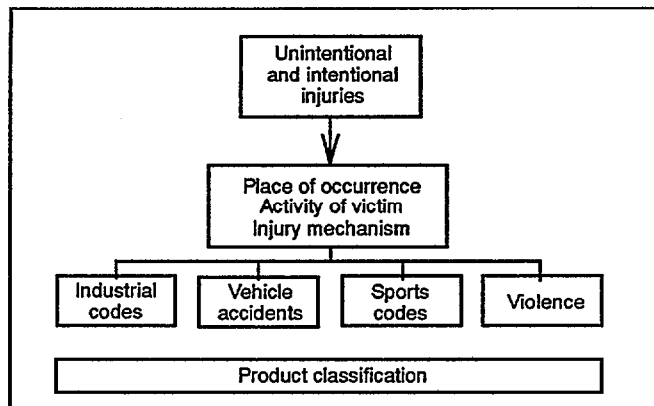 Unintentional
and intentional
injuries
Place of occurrence
Activity of victim
Injury mechanism
Industrial
codes
Vehicle
accidents
Sports
codes
Violence
Product classification